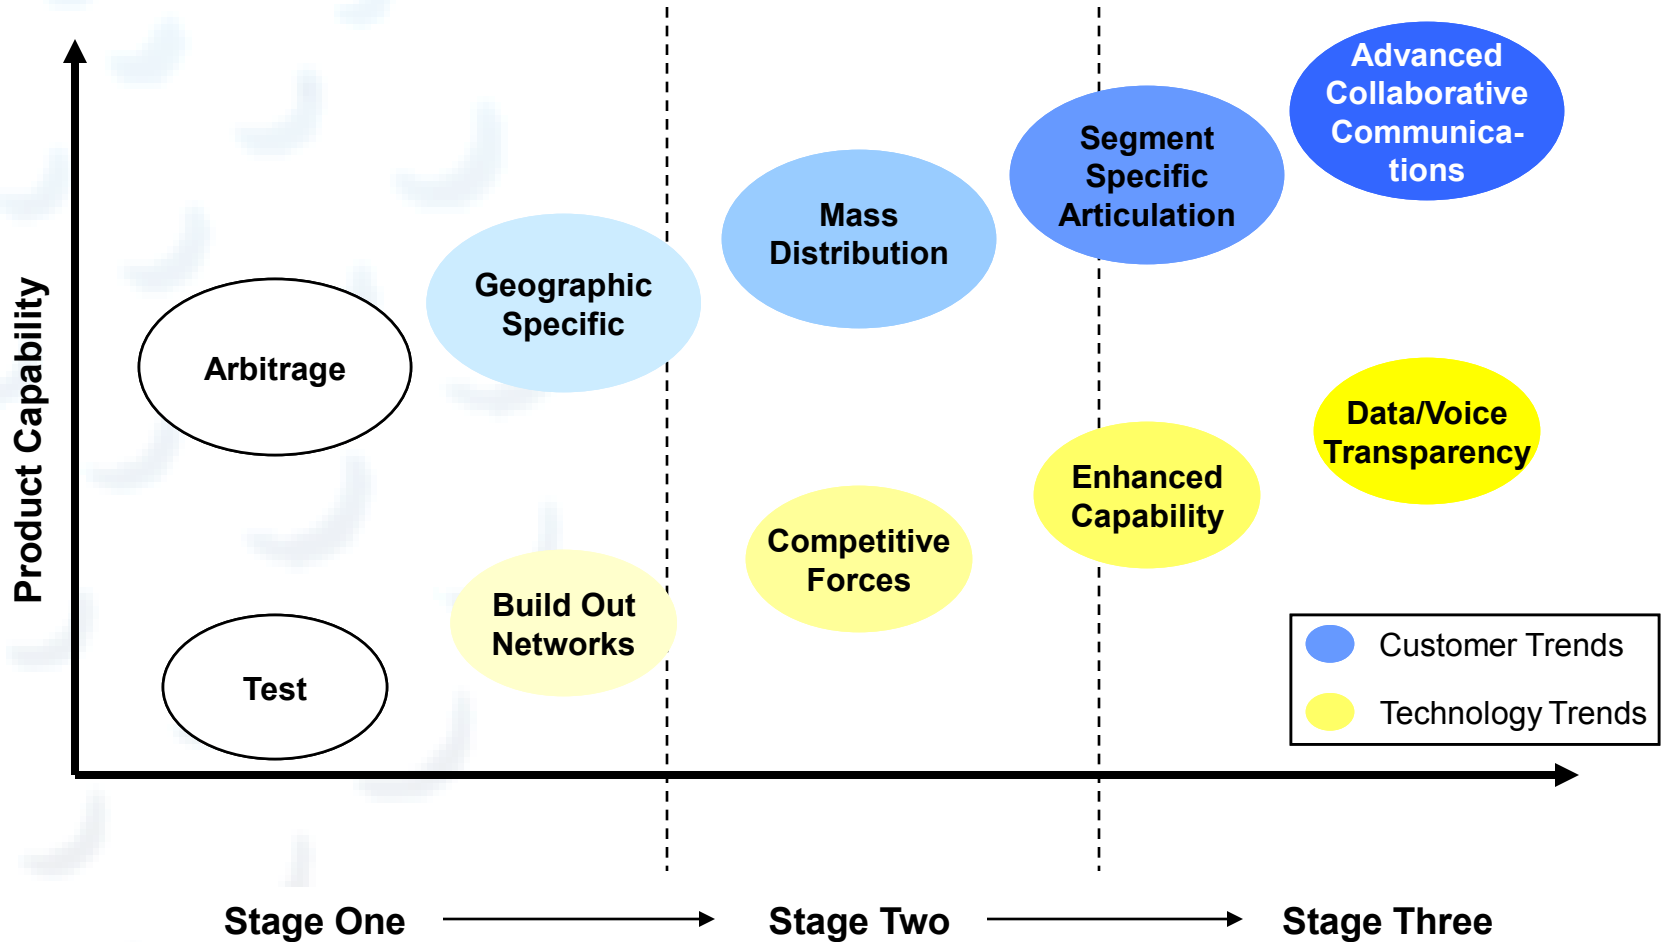 Product Capability
Arbitrage
Geographic
Specific
Mass
Distribution
Segment
Specific
Articulation
Advanced
Collaborative
Communica-
tions
Test
Build Out
Networks
Competitive
Forces
Enhanced
Capability
Data/Voice
Transparency
Customer Trends
Technology Trends
Stage One
Stage Two
Stage Three